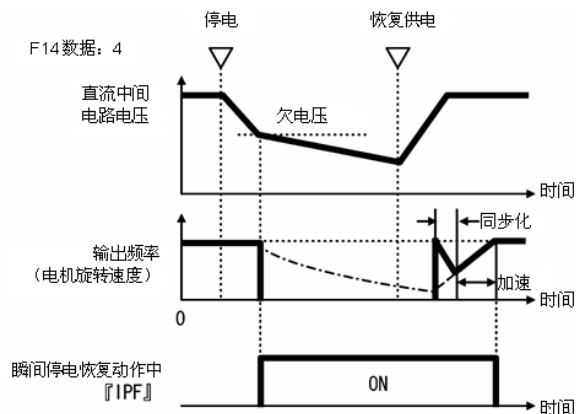 停电
恢复供电
F14数据：4
直流中间
电路电压
欠电压
时间
同步化
输出频率
（电机旋转速度）
加速
时间
0
瞬间停电恢复动作中
『IPF』
ON
时间